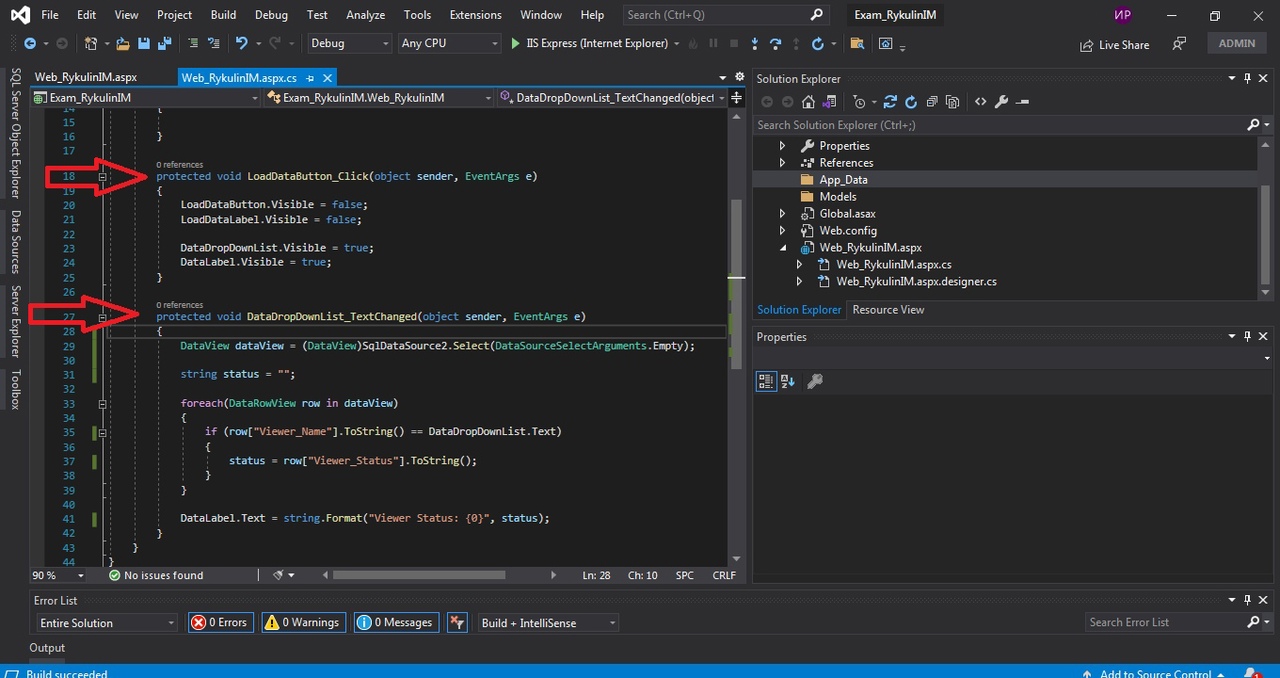 File Edit View Project Build Debug Test Analyze Tools Extensions Window Help Search (Ctrl+Q) Exam_RykulinIM ИР
Debug Any CPU IIS Express (Internet Explorer) Live Share ADMIN
SQL Server Object Explorer
Data Sources
Server Explorer
Toolbox
Web_RykulinIM.aspx Web_RykulinIM.aspx.cs
Exam_RykulinIM Exam_RykulinIM.Web_RykulinIM DataDropDownList_TextChanged(object
14 {
15
16 }
17
0 references
18 protected void LoadDataButton_Click(object sender, EventArgs e)
19 {
20 LoadDataButton.Visible = false;
21 LoadDataLabel.Visible = false;
22
23 DataDropDownList.Visible = true;
24 DataLabel.Visible = true;
25 }
26
0 references
27 protected void DataDropDownList_TextChanged(object sender, EventArgs e)
28 {
29 DataView dataView = (DataView)SqlDataSource2.Select(DataSourceSelectArguments.Empty);
30
31 string status = "";
32
33 foreach(DataRowView row in dataView)
34 {
35 if (row["Viewer_Name"].ToString() == DataDropDownList.Text)
36 {
37 status = row["Viewer_Status"].ToString();
38 }
39 }
40
41 DataLabel.Text = string.Format("Viewer Status: {0}", status);
42 }
43 }
44 }
90 % No issues found Ln: 28 Ch: 10 SPC CRLF
Solution Explorer
Search Solution Explorer (Ctrl+;)
Properties
References
App_Data
Models
Global.asax
Web.config
Web_RykulinIM.aspx
Web_RykulinIM.aspx.cs
Web_RykulinIM.aspx.designer.cs
Solution Explorer Resource View
Properties
Error List
Entire Solution 0 Errors 0 Warnings 0 Messages Build + IntelliSense Search Error List
Output
Build succeeded Add to Source Control 1